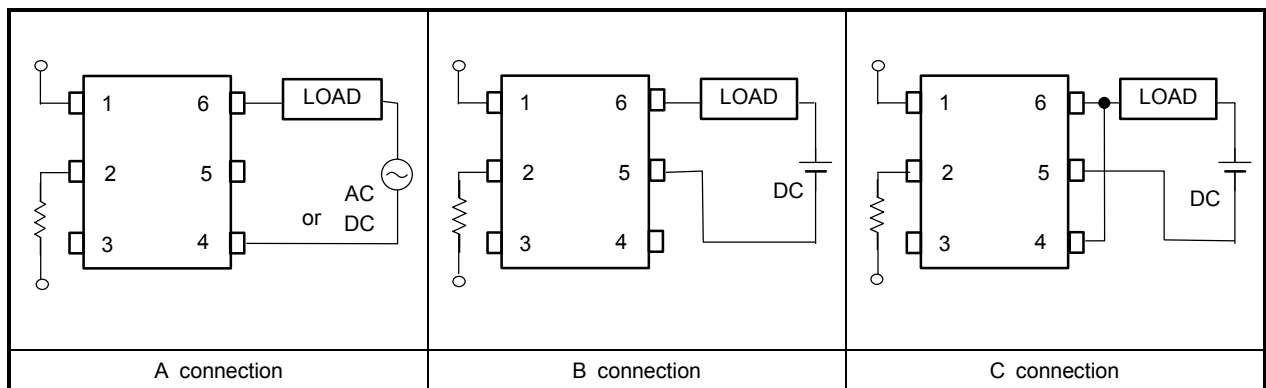 1 6 LOAD
2 5
AC
or DC
3 4
A connection
1 6 LOAD
2 5
DC
3 4
B connection
1 6 LOAD
2 5
DC
3 4
C connection